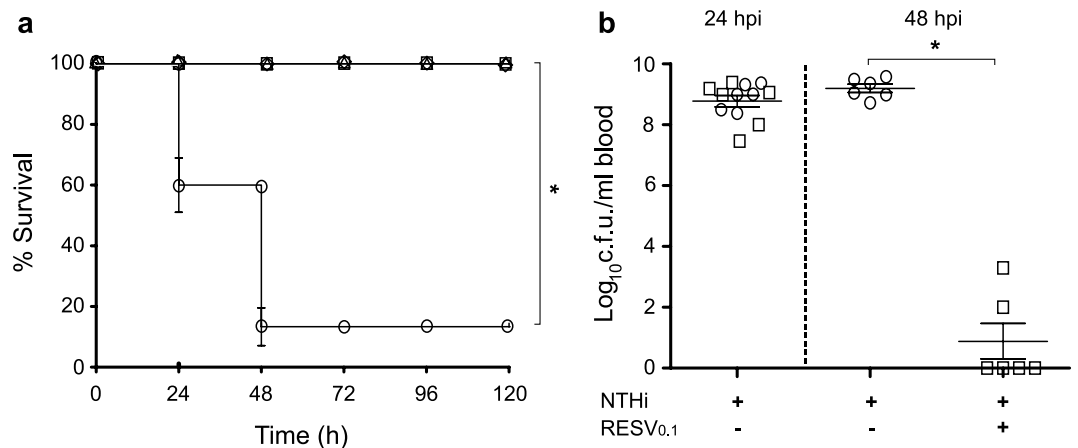 a
100
80
60
40
20
0
% Survival
0 24 48 72 96 120
Time (h)
*
b
24 hpi 48 hpi
*
10
8
6
4
2
0
Log10c.f.u./ml blood
NTHi + + +
RESV0.1 - - +